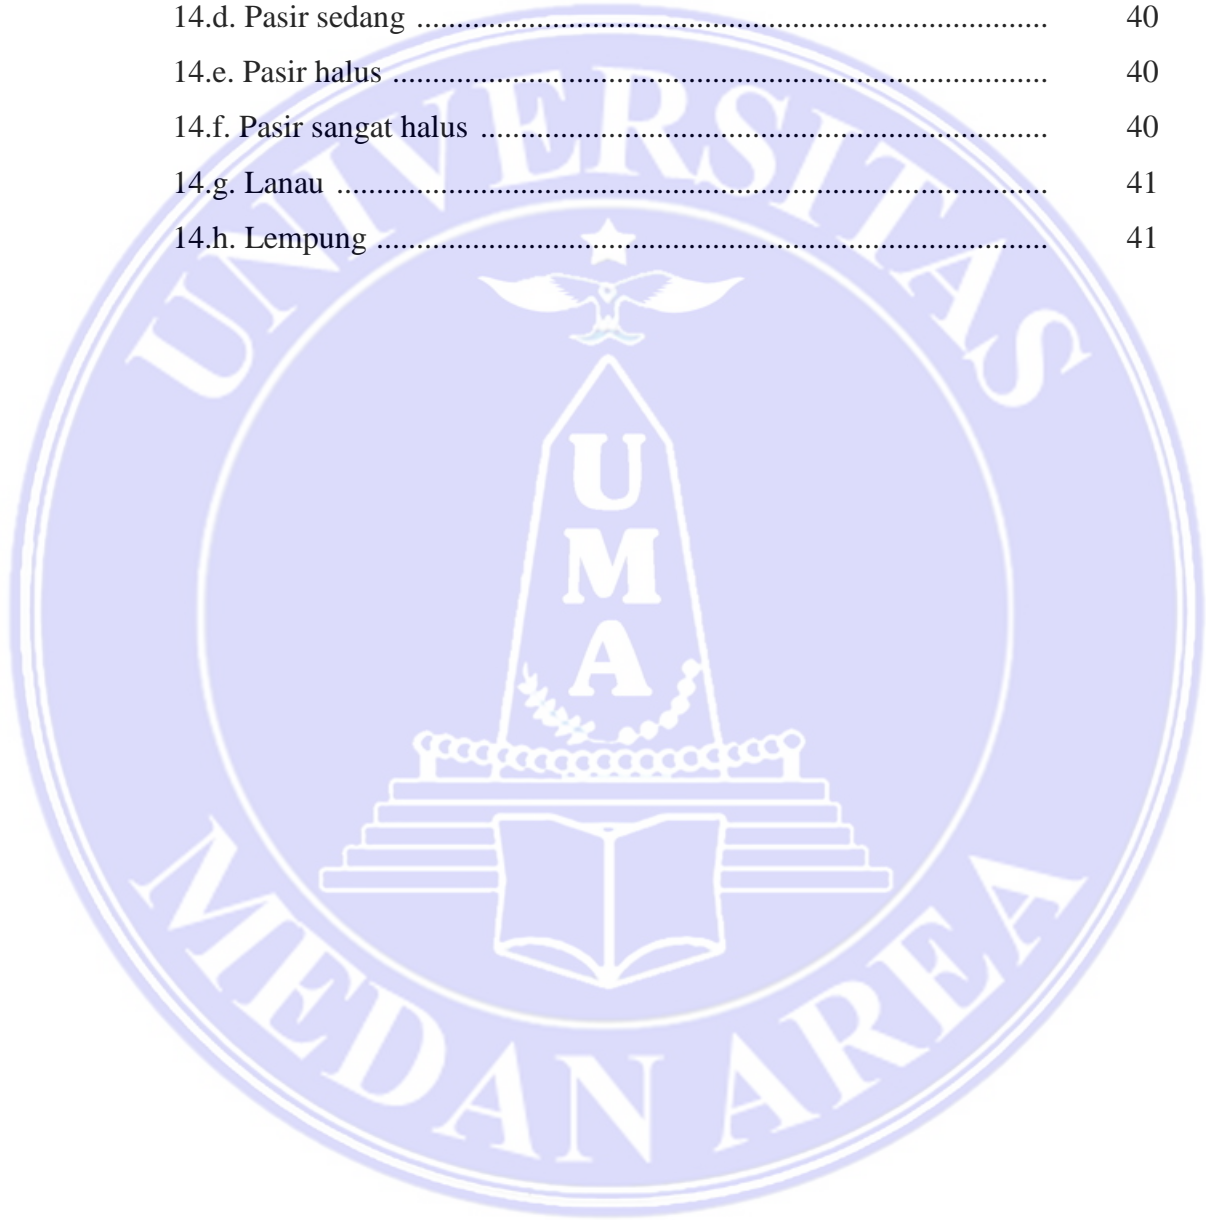 14.d. Pasir sedang ................................................................................ 40
14.e. Pasir halus ................................................................................... 40
14.f. Pasir sangat halus ........................................................................ 40
14.g. Lanau .......................................................................................... 41
14.h. Lempung ..................................................................................... 41
UNIVERSITAS
U
M
A
MEDAN AREA